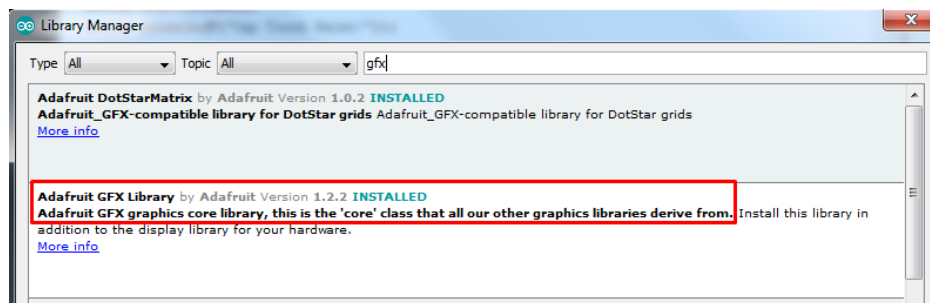 Library Manager
Type All Topic All gfx
Adafruit DotStarMatrix by Adafruit Version 1.0.2 INSTALLED
Adafruit_GFX-compatible library for DotStar grids Adafruit_GFX-compatible library for DotStar grids
More info
Adafruit GFX Library by Adafruit Version 1.2.2 INSTALLED
Adafruit GFX graphics core library, this is the 'core' class that all our other graphics libraries derive from. Install this library in
addition to the display library for your hardware.
More info